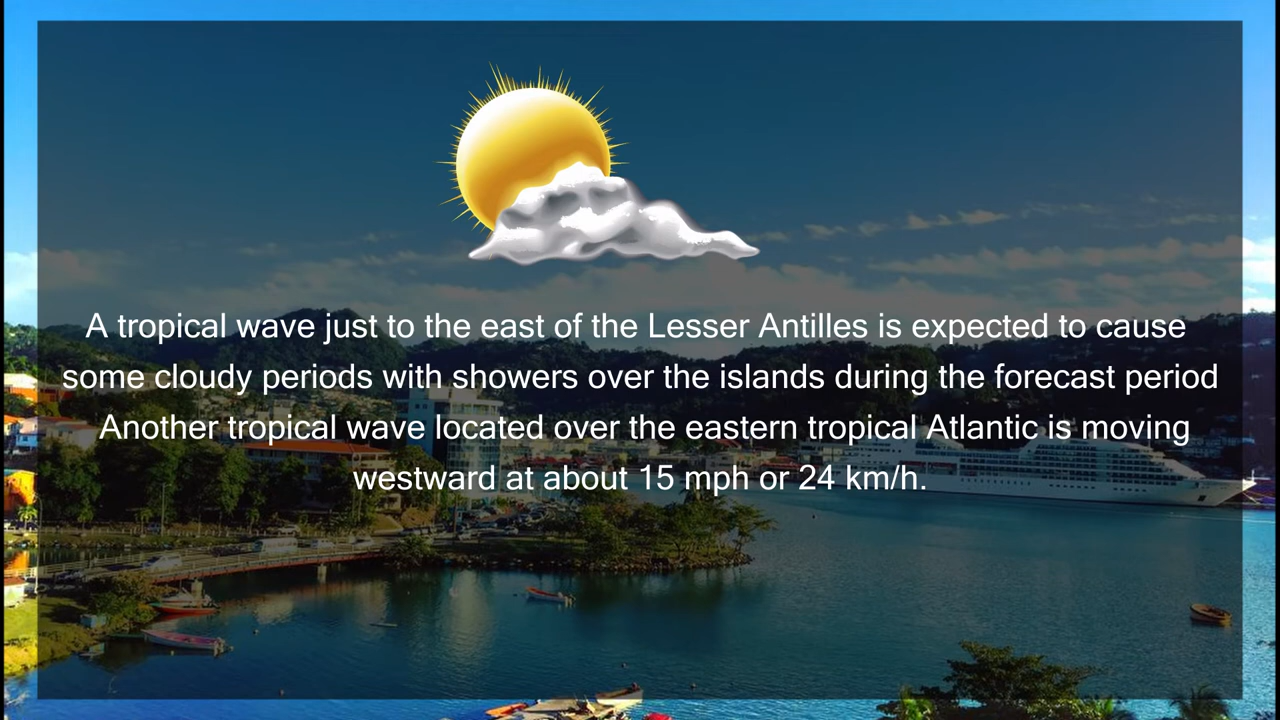 A tropical wave just to the east of the Lesser Antilles is expected to cause
some cloudy periods with showers over the islands during the forecast period
Another tropical wave located over the eastern tropical Atlantic is moving
westward at about 15 mph or 24 km/h.